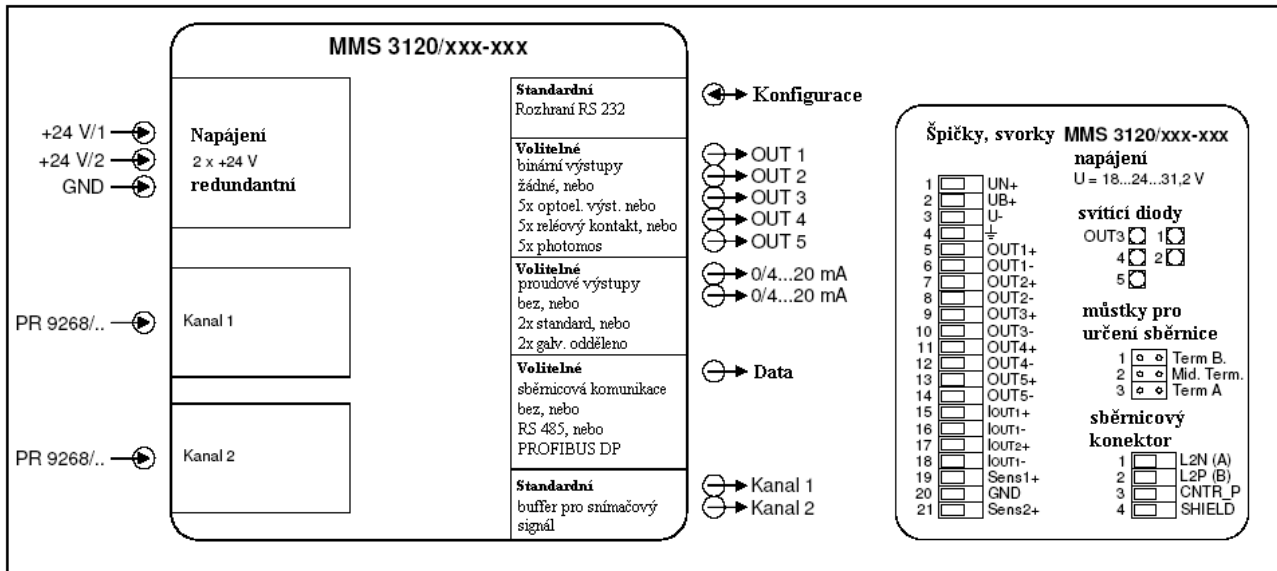 MMS 3120/xxx-xxx
+24 V/1
+24 V/2
GND
Napájení
2 x +24 V
redundantní
PR 9268/..
Kanal 1
PR 9268/..
Kanal 2
Standardní
Rozhraní RS 232
Volitelné
binární výstupy
žádné, nebo
5x optoel. výst. nebo
5x reléový kontakt, nebo
5x photomos
Volitelné
proudové výstupy
bez, nebo
2x standard, nebo
2x galv. odděleno
Volitelné
sběrnicová komunikace
bez, nebo
RS 485, nebo
PROFIBUS DP
Standardní
buffer pro snímačový
signál
Konfigurace
OUT 1
OUT 2
OUT 3
OUT 4
OUT 5
0/4...20 mA
0/4...20 mA
Data
Kanal 1
Kanal 2
Špičky, svorky MMS 3120/xxx-xxx
1 UN+
2 UB+
3 U-
4
5 OUT1+
6 OUT1-
7 OUT2+
8 OUT2-
9 OUT3+
10 OUT3-
11 OUT4+
12 OUT4-
13 OUT5+
14 OUT5-
15 IOUT1+
16 IOUT1-
17 IOUT2+
18 IOUT1-
19 Sens1+
20 GND
21 Sens2+
napájení
U = 18...24...31,2 V
svítící diody
OUT3 1
4 2
5
můstky pro
určení sběrnice
1 Term B.
2 Mid. Term.
3 Term A
sběrnicový
konektor
1 L2N (A)
2 L2P (B)
3 CNTR_P
4 SHIELD